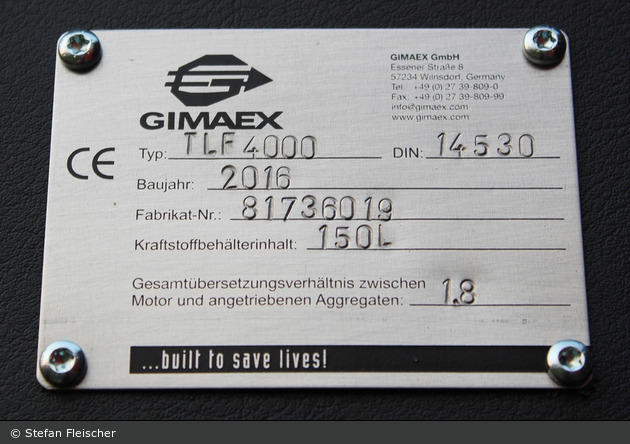 GIMAEX
GIMAEX GmbH
Essener Straße 8
57234 Wilnsdorf, Germany
Tel.: +49 (0) 27 39-809-0
Fax: +49 (0) 27 39-809-99
info@gimaex.com
www.gimaex.com
CE
Typ: TLF 4000 DIN: 14530
Baujahr: 2016
Fabrikat-Nr.: 81736019
Kraftstoffbehälterinhalt: 150L
Gesamtübersetzungsverhältnis zwischen
Motor und angetriebenen Aggregaten: 1.8
...built to save lives!
© Stefan Fleischer